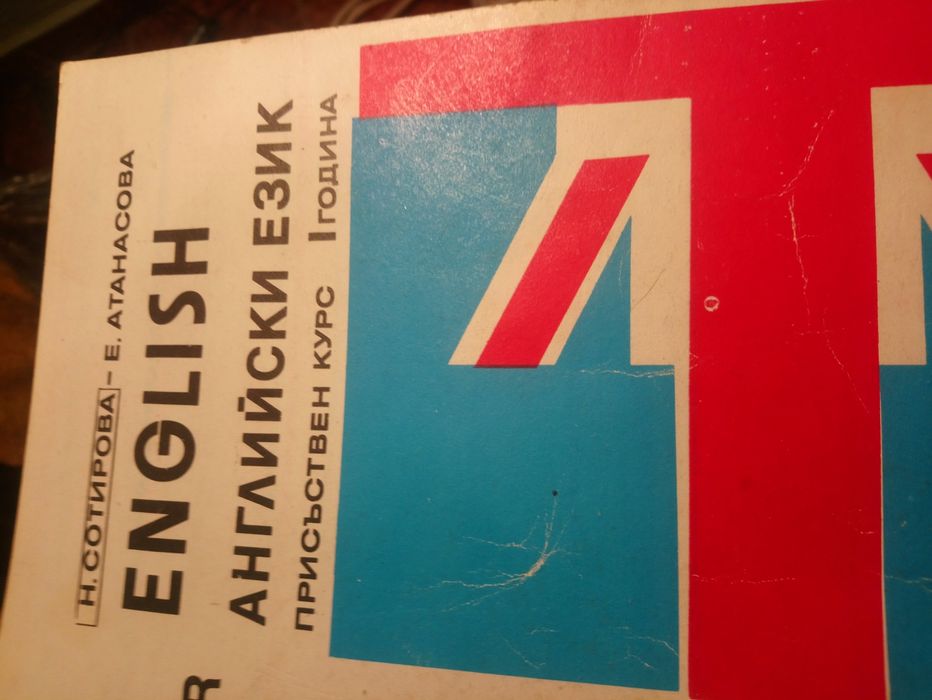 Н. СОТИРОВА – Е. АТАНАСОВА
ENGLISH
R
АНГЛИЙСКИ ЕЗИК
ПРИСЪСТВЕН КУРС I ГОДИНА